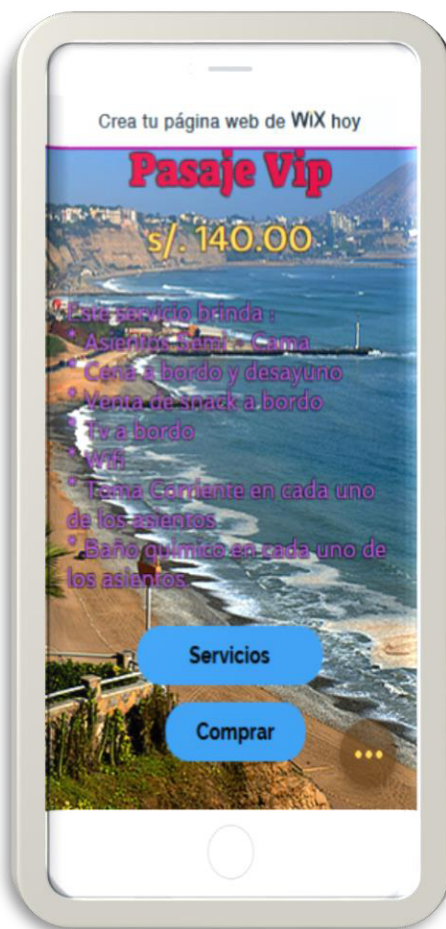 Crea tu página web de WiX hoy
Pasaje Vip
s/. 140.00
Este servicio brinda :
* Asientos Semi - Cama
* Cena a bordo y desayuno
* Venta de snack a bordo
* Tv a bordo
* Wifi
* Toma Corriente en cada uno
de los asientos
* Baño químico en cada uno de
los asientos
Servicios
Comprar